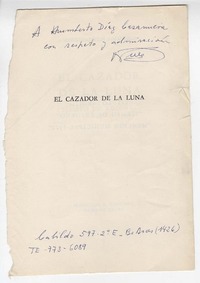 A Humberto Díaz Casanueva
con respeto y admiración
EL CAZADOR DE LA LUNA
Cabildo 547 2º E - Bs Aires (1426)
TE 773-6089